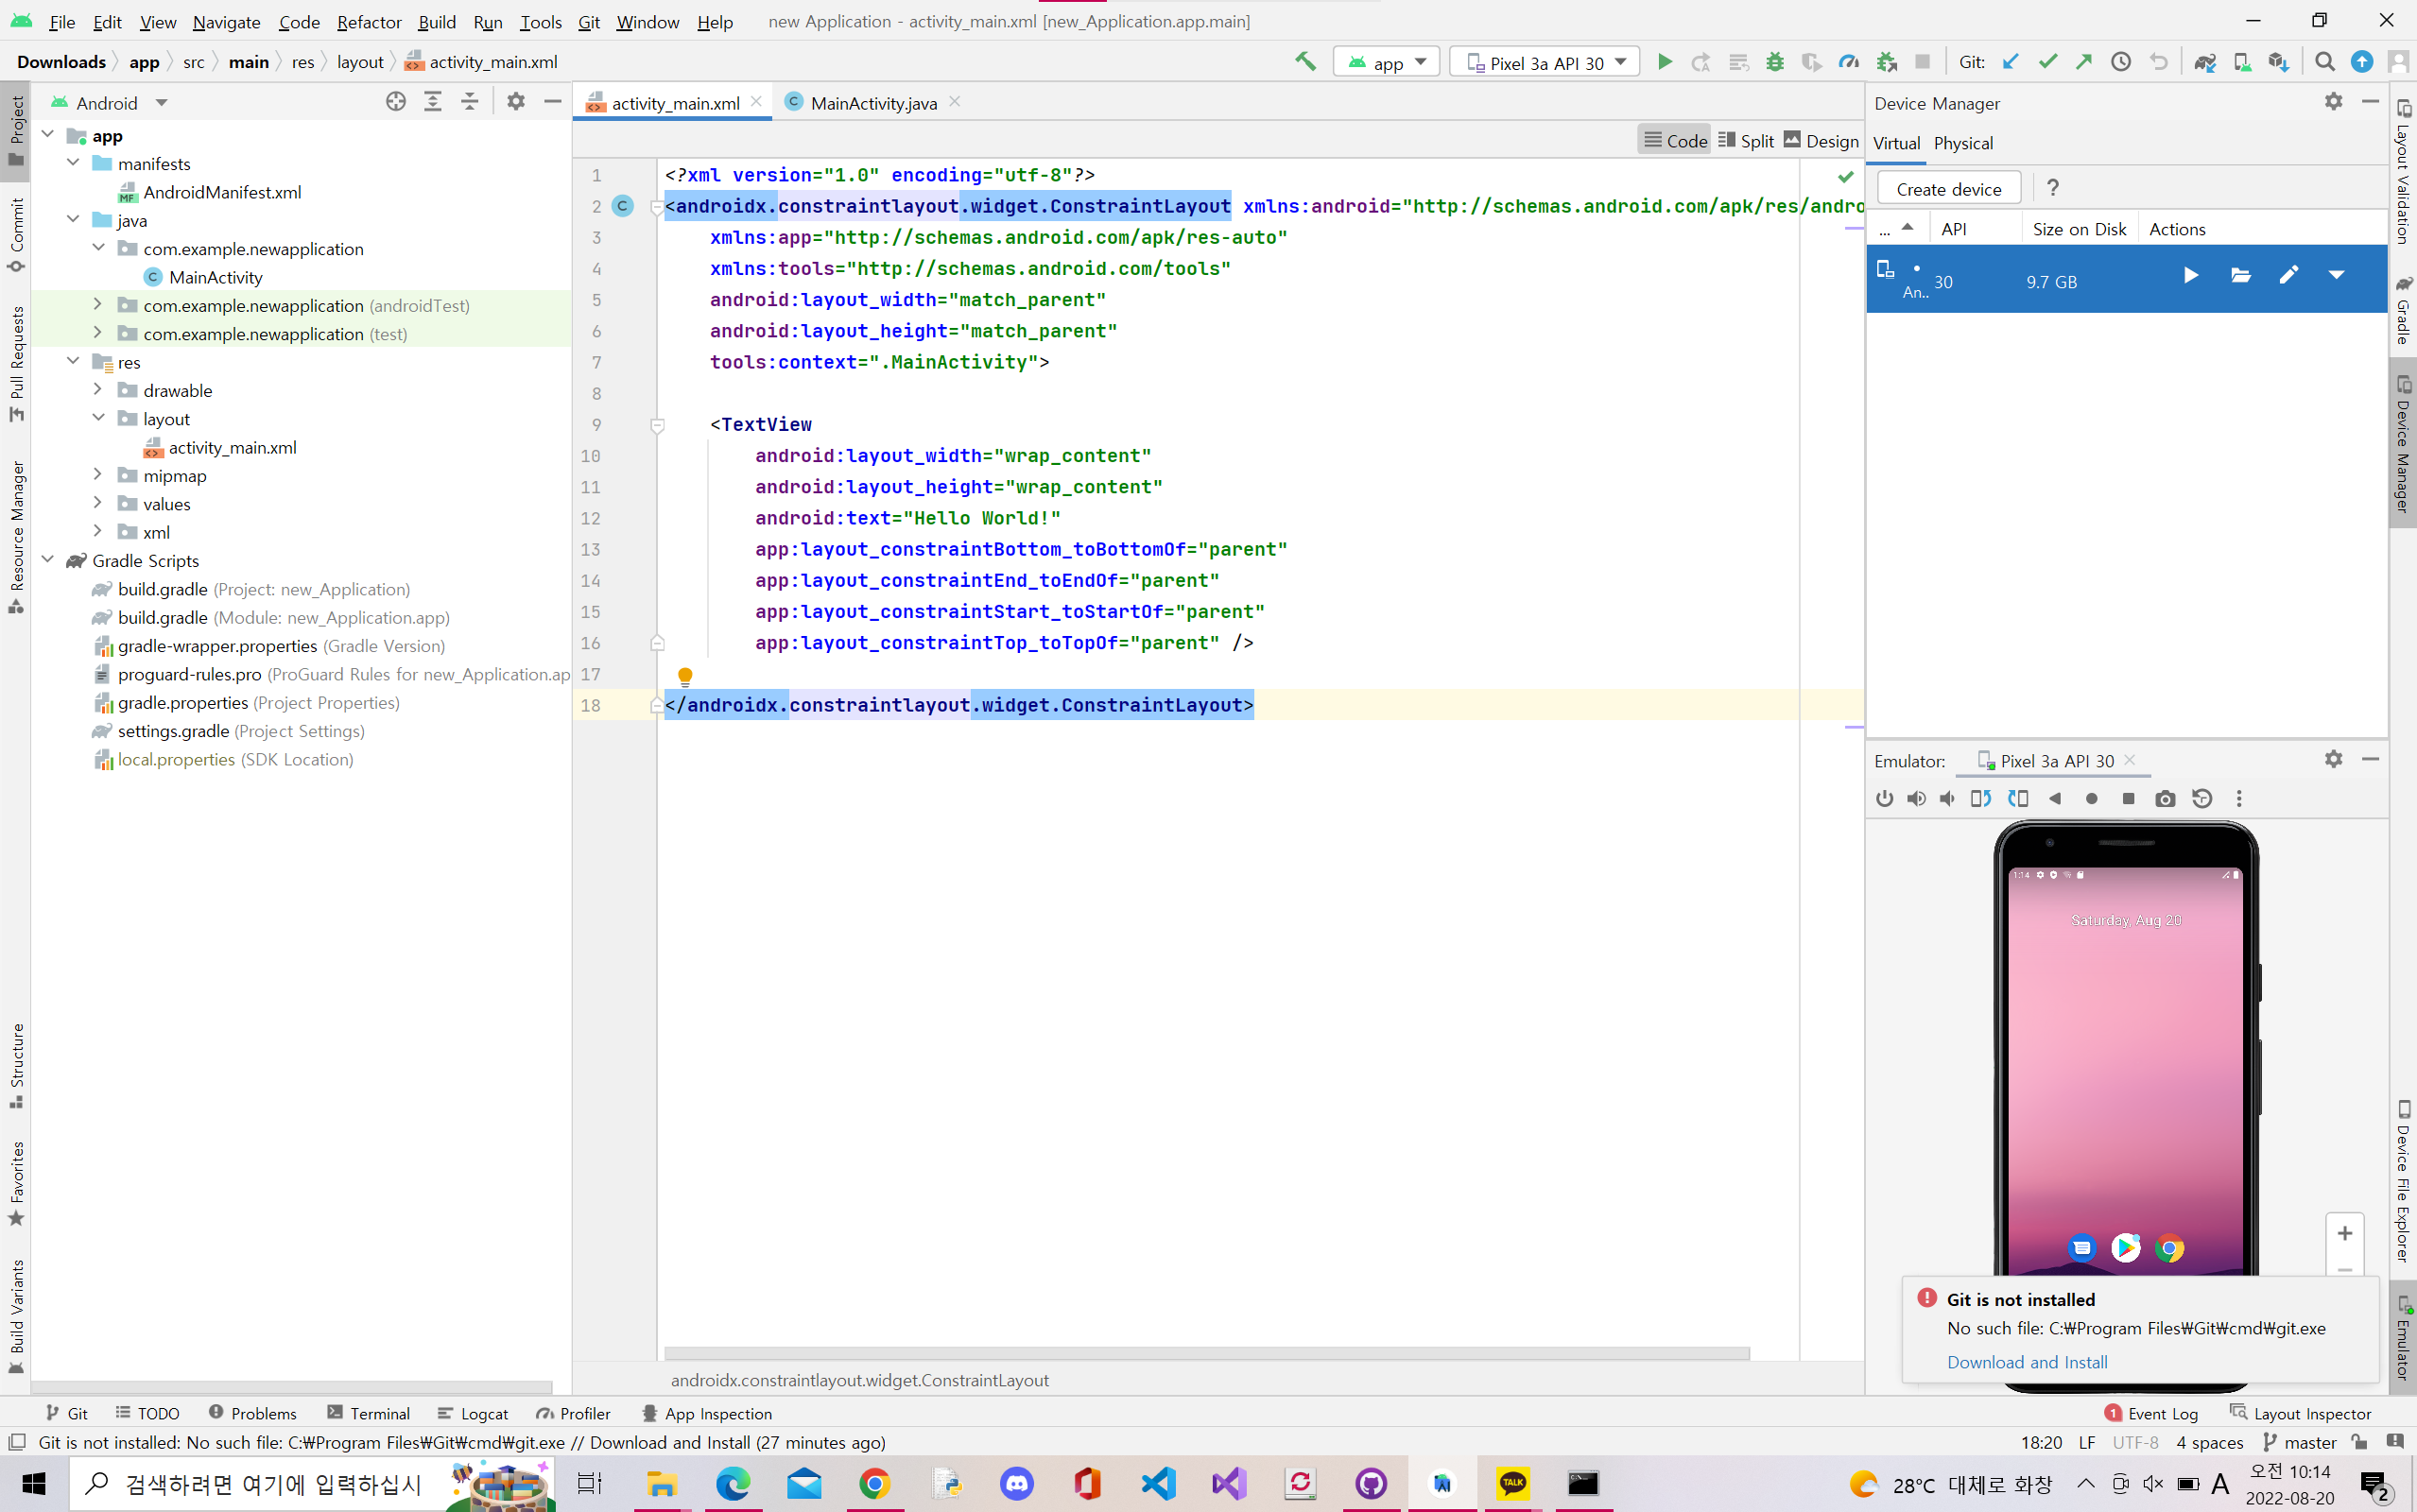 File Edit View Navigate Code Refactor Build Run Tools Git Window Help new Application - activity_main.xml [new_Application.app.main]
Downloads app src main res layout activity_main.xml app Pixel 3a API 30 Git:
Android
activity_main.xml MainActivity.java
Device Manager
Code Split Design
Virtual Physical
Create device ?
... API Size on Disk Actions
An.. 30 9.7 GB
Project
Commit
Pull Requests
Resource Manager
Structure
Favorites
Build Variants
app
manifests
AndroidManifest.xml
java
com.example.newapplication
MainActivity
com.example.newapplication (androidTest)
com.example.newapplication (test)
res
drawable
layout
activity_main.xml
mipmap
values
xml
Gradle Scripts
build.gradle (Project: new_Application)
build.gradle (Module: new_Application.app)
gradle-wrapper.properties (Gradle Version)
proguard-rules.pro (ProGuard Rules for new_Application.ap
gradle.properties (Project Properties)
settings.gradle (Project Settings)
local.properties (SDK Location)
1 <?xml version="1.0" encoding="utf-8"?>
2 <androidx.constraintlayout.widget.ConstraintLayout xmlns:android="http://schemas.android.com/apk/res/andro
3 xmlns:app="http://schemas.android.com/apk/res-auto"
4 xmlns:tools="http://schemas.android.com/tools"
5 android:layout_width="match_parent"
6 android:layout_height="match_parent"
7 tools:context=".MainActivity">
8
9 <TextView
10 android:layout_width="wrap_content"
11 android:layout_height="wrap_content"
12 android:text="Hello World!"
13 app:layout_constraintBottom_toBottomOf="parent"
14 app:layout_constraintEnd_toEndOf="parent"
15 app:layout_constraintStart_toStartOf="parent"
16 app:layout_constraintTop_toTopOf="parent" />
17
18 </androidx.constraintlayout.widget.ConstraintLayout>
androidx.constraintlayout.widget.ConstraintLayout
Emulator: Pixel 3a API 30
1:14
Saturday, Aug 20
Git is not installed
No such file: C:₩Program Files₩Git₩cmd₩git.exe
Download and Install
Layout Validation
Gradle
Device Manager
Device File Explorer
Emulator
Git TODO Problems Terminal Logcat Profiler App Inspection 1 Event Log Layout Inspector
Git is not installed: No such file: C:₩Program Files₩Git₩cmd₩git.exe // Download and Install (27 minutes ago) 18:20 LF UTF-8 4 spaces master
검색하려면 여기에 입력하십시 TALK 28°C 대체로 화창 A 오전 10:14
2022-08-20 2